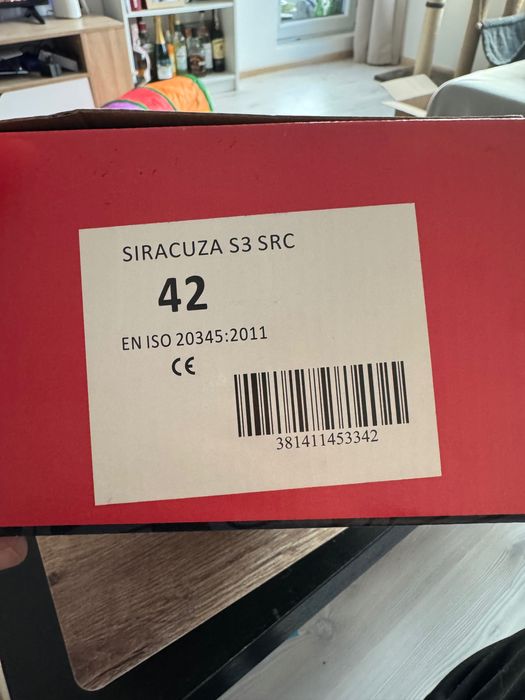 SIRACUZA S3 SRC
42
EN ISO 20345:2011
CE
381411453342